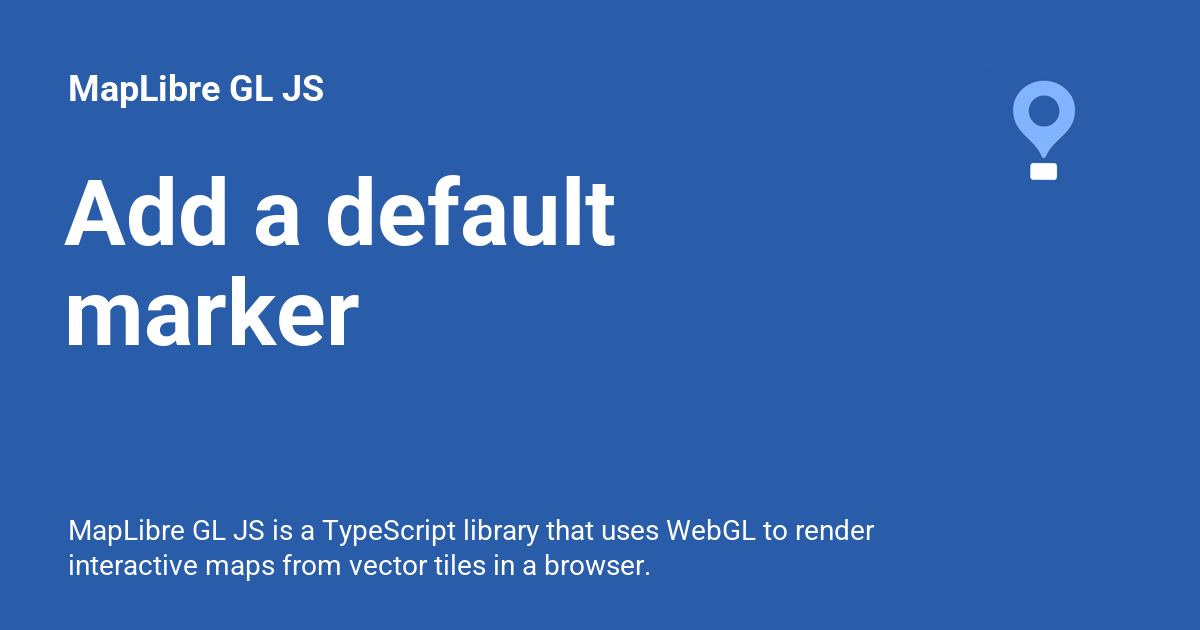 MapLibre GL JS
Add a default
marker
MapLibre GL JS is a TypeScript library that uses WebGL to render
interactive maps from vector tiles in a browser.